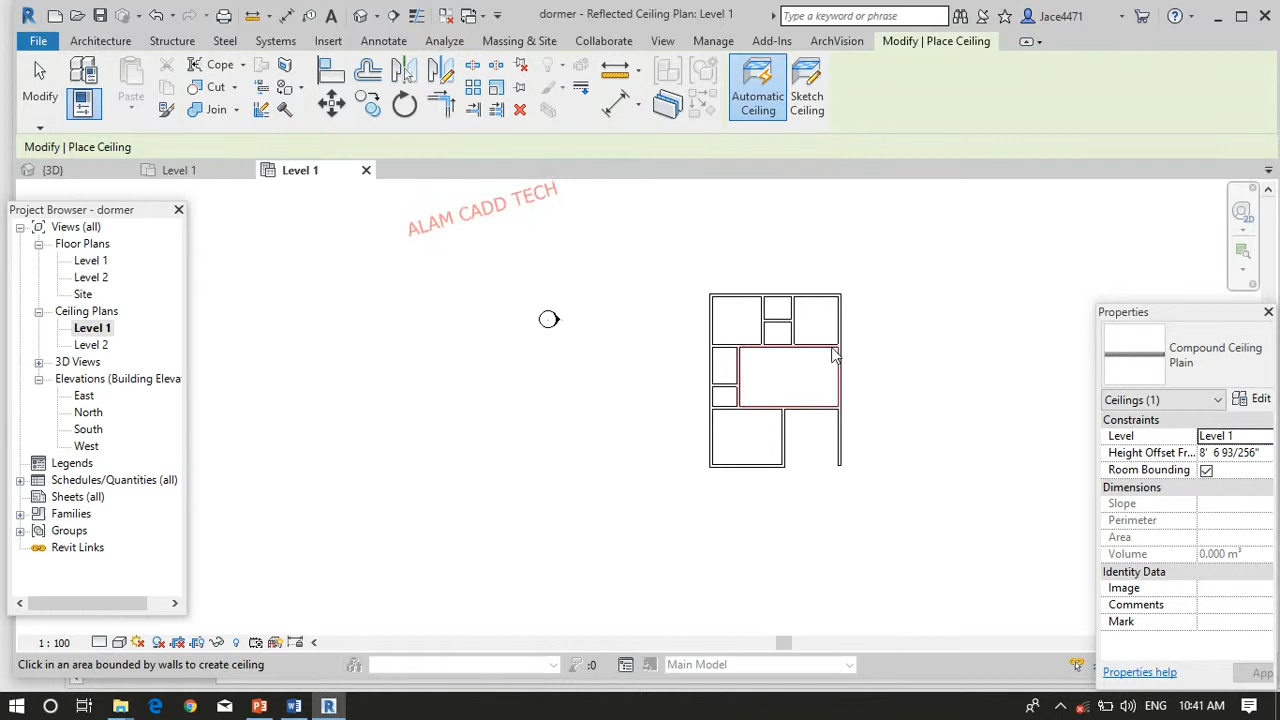 dormer - Reflected Ceiling Plan: Level 1
Type a keyword or phrase
Jace4471
File Architecture Structure Steel Systems Insert Annotate Analyze Massing & Site Collaborate View Manage Add-Ins ArchVision Modify | Place Ceiling
Modify
Paste
Cope
Cut
Join
Automatic Ceiling
Sketch Ceiling
Modify | Place Ceiling
{3D} Level 1 Level 1
ALAM CADD TECH
Project Browser - dormer
Views (all)
Floor Plans
Level 1
Level 2
Site
Ceiling Plans
Level 1
Level 2
3D Views
Elevations (Building Eleva
East
North
South
West
Legends
Schedules/Quantities (all)
Sheets (all)
Families
Groups
Revit Links
Properties
Compound Ceiling
Plain
Ceilings (1) Edit
Constraints
Level Level 1
Height Offset Fr... 8' 6 93/256"
Room Bounding
Dimensions
Slope
Perimeter
Area
Volume 0.000 m³
Identity Data
Image
Comments
Mark
Properties help App
1 : 100
Click in an area bounded by walls to create ceiling :0 Main Model
ENG 10:41 AM